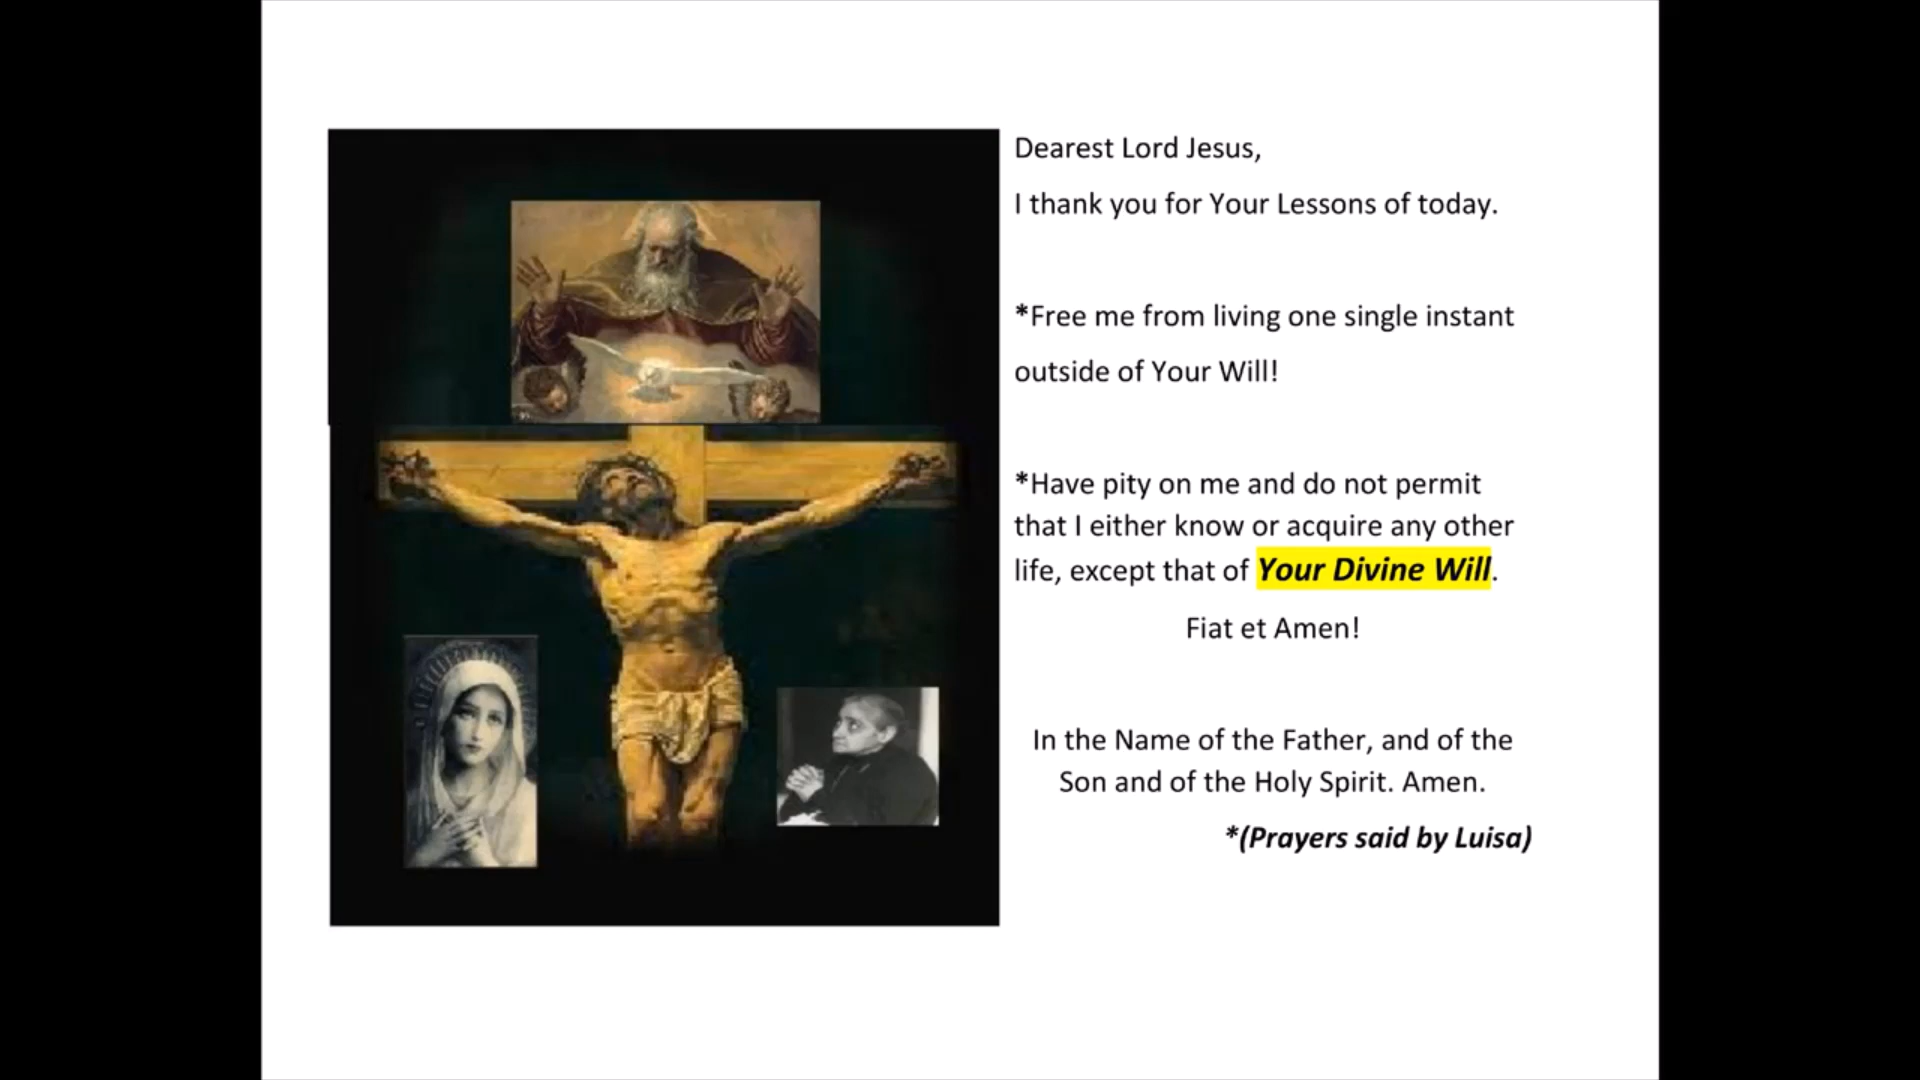 Dearest Lord Jesus,
I thank you for Your Lessons of today.
*Free me from living one single instant
outside of Your Will!
*Have pity on me and do not permit
that I either know or acquire any other
life, except that of Your Divine Will.
Fiat et Amen!
In the Name of the Father, and of the
Son and of the Holy Spirit. Amen.
*(Prayers said by Luisa)